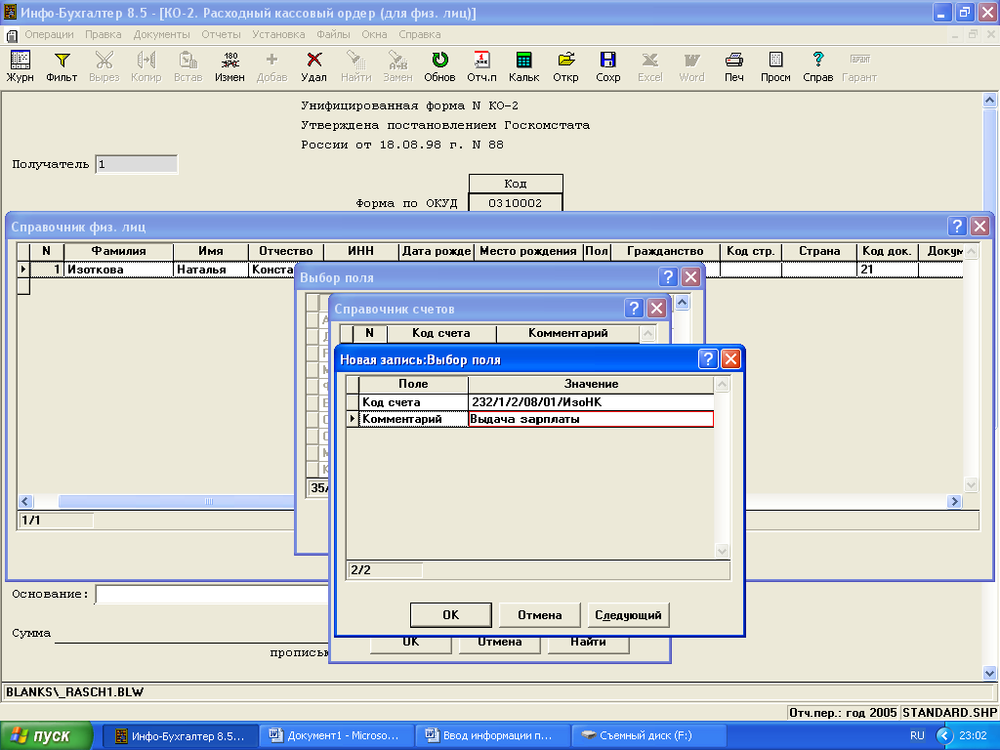 Инфо-Бухгалтер 8.5 - [КО-2. Расходный кассовый ордер (для физ. лиц)]
Операции Правка Документы Отчеты Установка Файлы Окна Справка
Журн Фильт Вырез Копир Встав Измен Добав Удал Найти Замен Обнов Отч.п Кальк Откр Сохр Excel Word Печ Просм Справ Гарант
Унифицированная форма N КО-2
Утверждена постановлением Госкомстата
России от 18.08.98 г. N 88
Получатель 1
Код
Форма по ОКУД 0310002
Справочник физ. лиц
N Фамилия Имя Отчество ИНН Дата рожде Место рождения Пол Гражданство Код стр. Страна Код док. Докум
1 Изоткова Наталья Конста 21
Выбор поля
Справочник счетов
N Код счета Комментарий
Новая запись:Выбор поля
Поле Значение
Код счета 232/1/2/08/01/ИзоНК
Комментарий Выдача зарплаты
35/
1/1
2/2
OK Отмена Следующий
Основание:
Сумма
прописью
OK Отмена Найти
BLANKS\_RASCH1.BLW
Отч.пер.: год 2005 STANDARD.SHP
пуск Инфо-Бухгалтер 8.5... Документ1 - Microso... Ввод информации п... Съемный диск (F:) RU 23:02